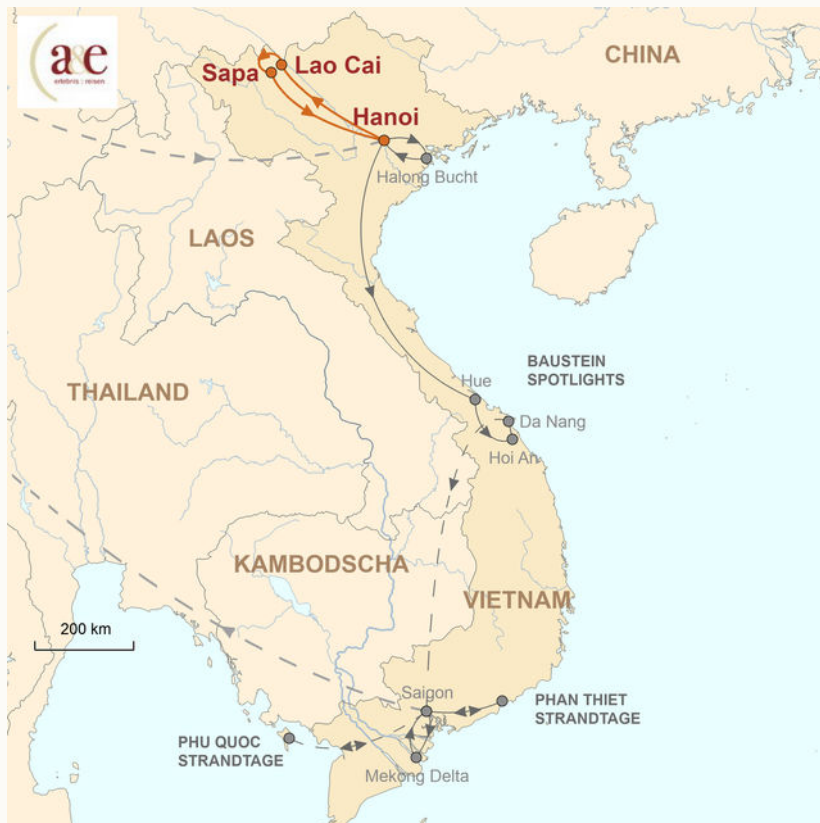 a&e
erlebnis : reisen
CHINA
Lao Cai
Sapa
Hanoi
Halong Bucht
LAOS
BAUSTEIN
SPOTLIGHTS
THAILAND
Hue
Da Nang
Hoi An
KAMBODSCHA
VIETNAM
200 km
Saigon
PHAN THIET
STRANDTAGE
PHU QUOC
STRANDTAGE
Mekong Delta